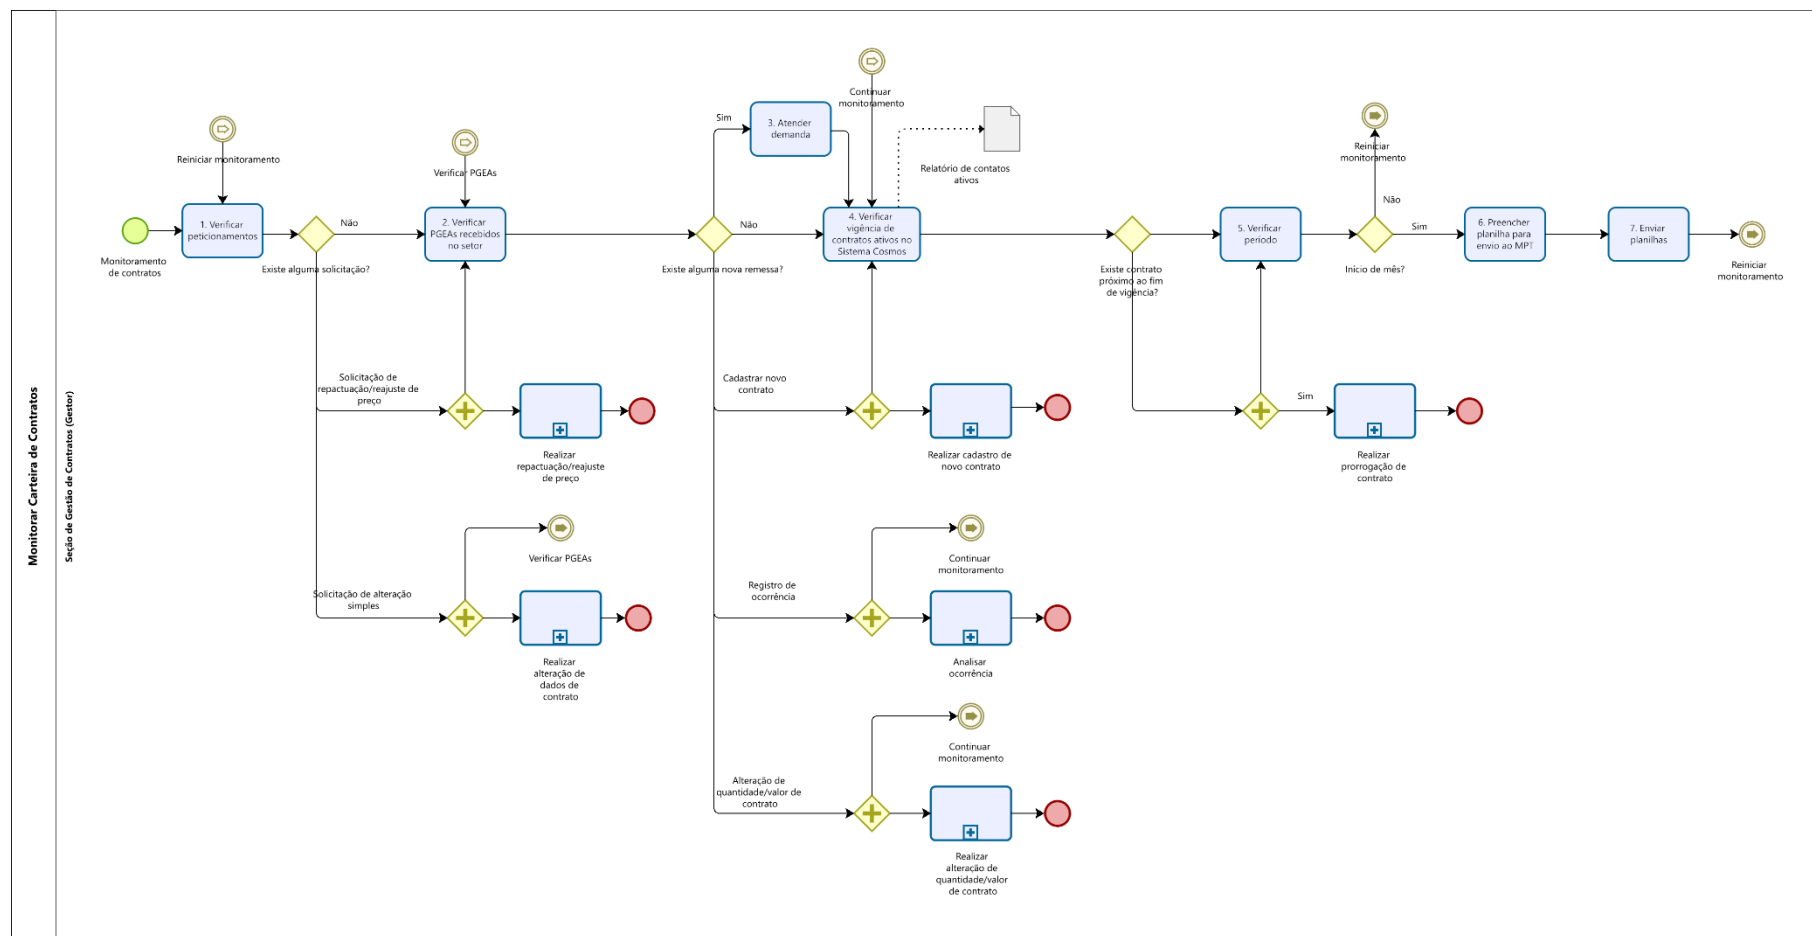 Monitorar Carteira de Contratos
Seção de Gestão de Contratos (Gestor)
Monitoramento
de contratos
Reiniciar monitoramento
1. Verificar
peticionamentos
Existe alguma solicitação?
Não
Verificar PGEAs
2. Verificar
PGEAs recebidos
no setor
Solicitação de
repactuação/reajuste de
preço
Realizar
repactuação/reajuste
de preço
Solicitação de alteração
simples
Verificar PGEAs
Realizar
alteração de
dados de
contrato
Existe alguma nova remessa?
Sim
3. Atender
demanda
Não
Continuar
monitoramento
4. Verificar
vigência de
contratos ativos no
Sistema Cosmos
Relatório de contatos
ativos
Cadastrar novo
contrato
Realizar cadastro de
novo contrato
Registro de
ocorrência
Continuar
monitoramento
Analisar
ocorrência
Alteração de
quantidade/valor de
contrato
Continuar
monitoramento
Realizar
alteração de
quantidade/valor
de contrato
Existe contrato
próximo ao fim
de vigência?
5. Verificar
período
Sim
Realizar
prorrogação de
contrato
Início de mês?
Não
Reiniciar
monitoramento
Sim
6. Preencher
planilha para
envio ao MPT
7. Enviar
planilhas
Reiniciar
monitoramento